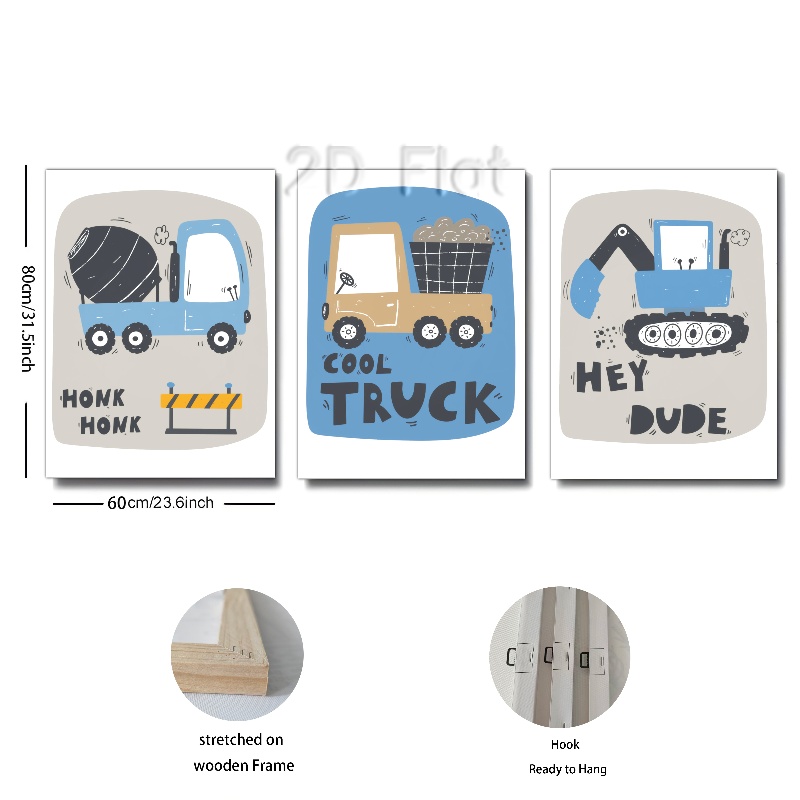 2D Flat
80cm/31.5inch
HONK
HONK
COOL
TRUCK
HEY
DUDE
60cm/23.6inch
stretched on
wooden Frame
Hook
Ready to Hang